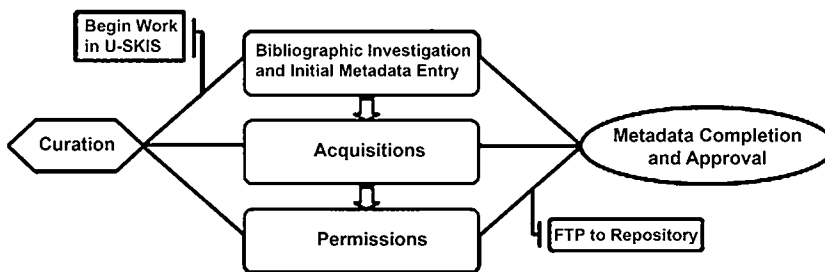 Begin Work
in U-SKIS
Bibliographic Investigation
and Initial Metadata Entry
Curation
Acquisitions
Metadata Completion
and Approval
Permissions
FTP to Repository